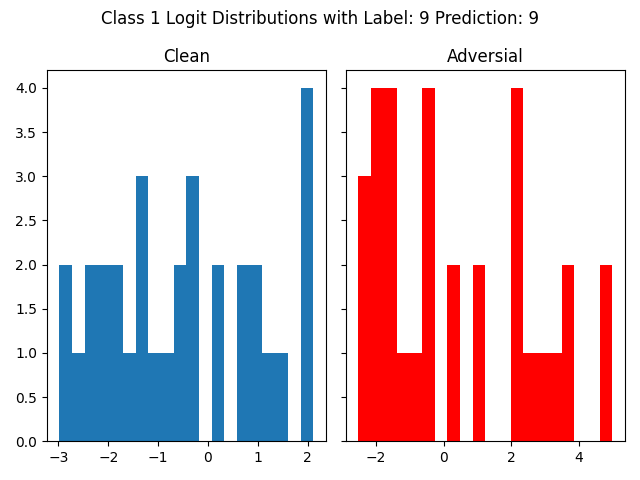 Class 1 Logit Distributions with Label: 9 Prediction: 9
Clean
Adversial
4.0
3.5
3.0
2.5
2.0
1.5
1.0
0.5
0.0
−3 −2 −1 0 1 2
−2 0 2 4